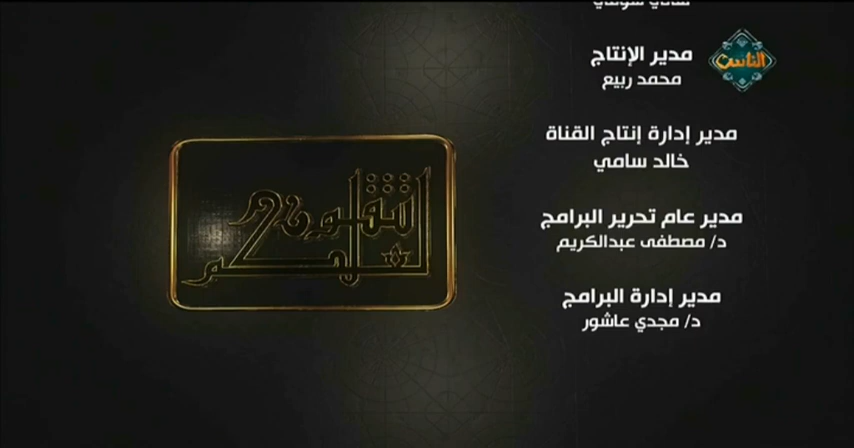 الناس
مدير الإنتاج
محمد ربيع
مدير إدارة إنتاج القناة
خالد سامي
مدير عام تحرير البرامج
د/ مصطفى عبدالكريم
مدير إدارة البرامج
د/ مجدي عاشور